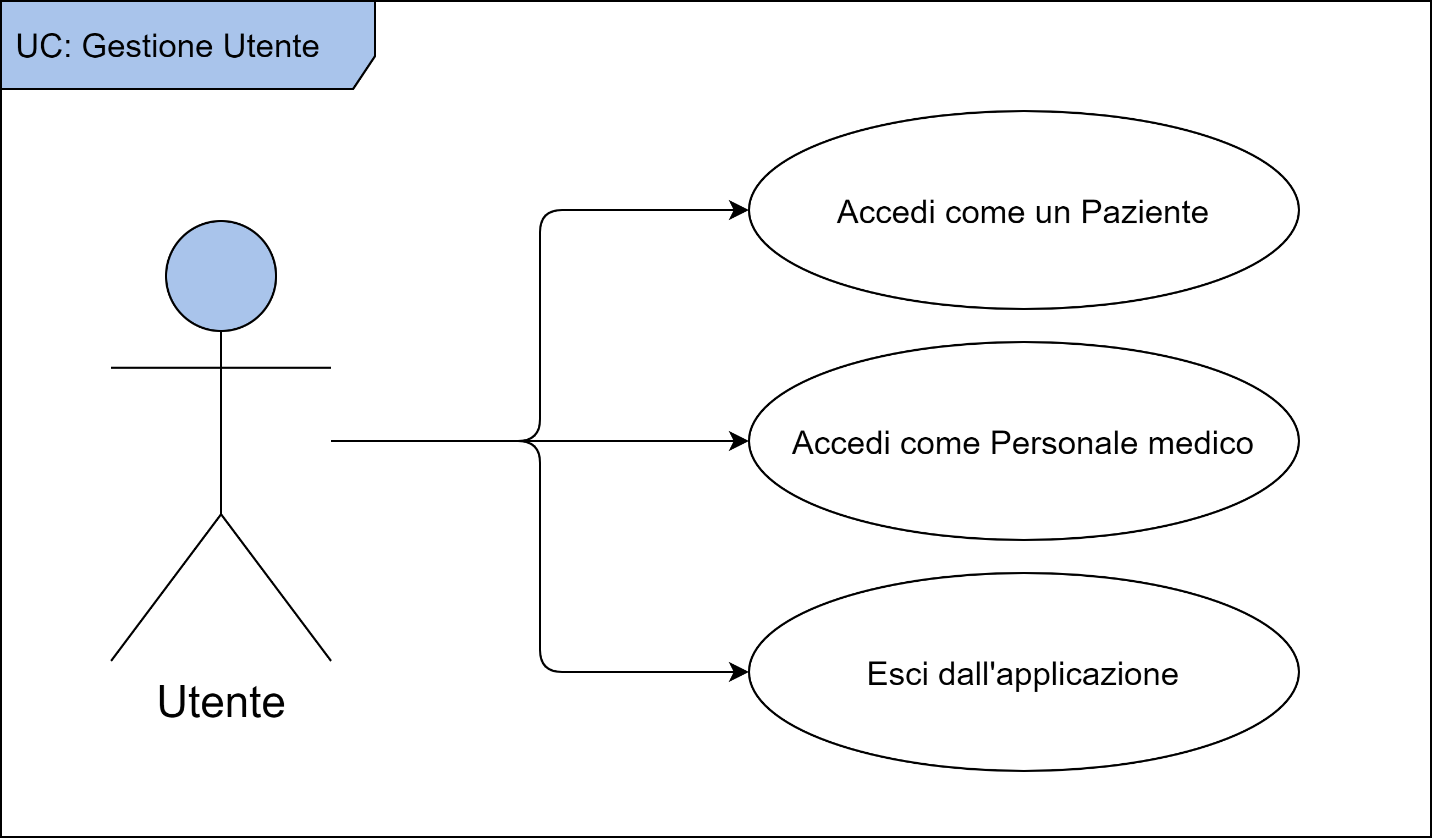 UC: Gestione Utente
Accedi come un Paziente
Accedi come Personale medico
Esci dall'applicazione
Utente